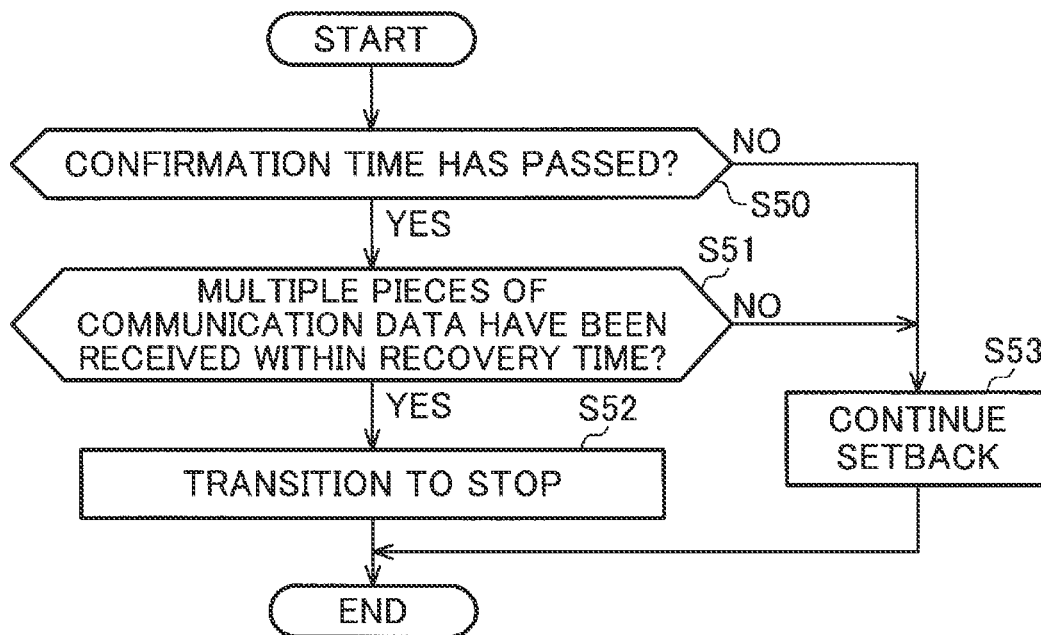 START
CONFIRMATION TIME HAS PASSED?
NO
S50
YES
S51
MULTIPLE PIECES OF
COMMUNICATION DATA HAVE BEEN
RECEIVED WITHIN RECOVERY TIME?
NO
YES
S52
TRANSITION TO STOP
S53
CONTINUE
SETBACK
END